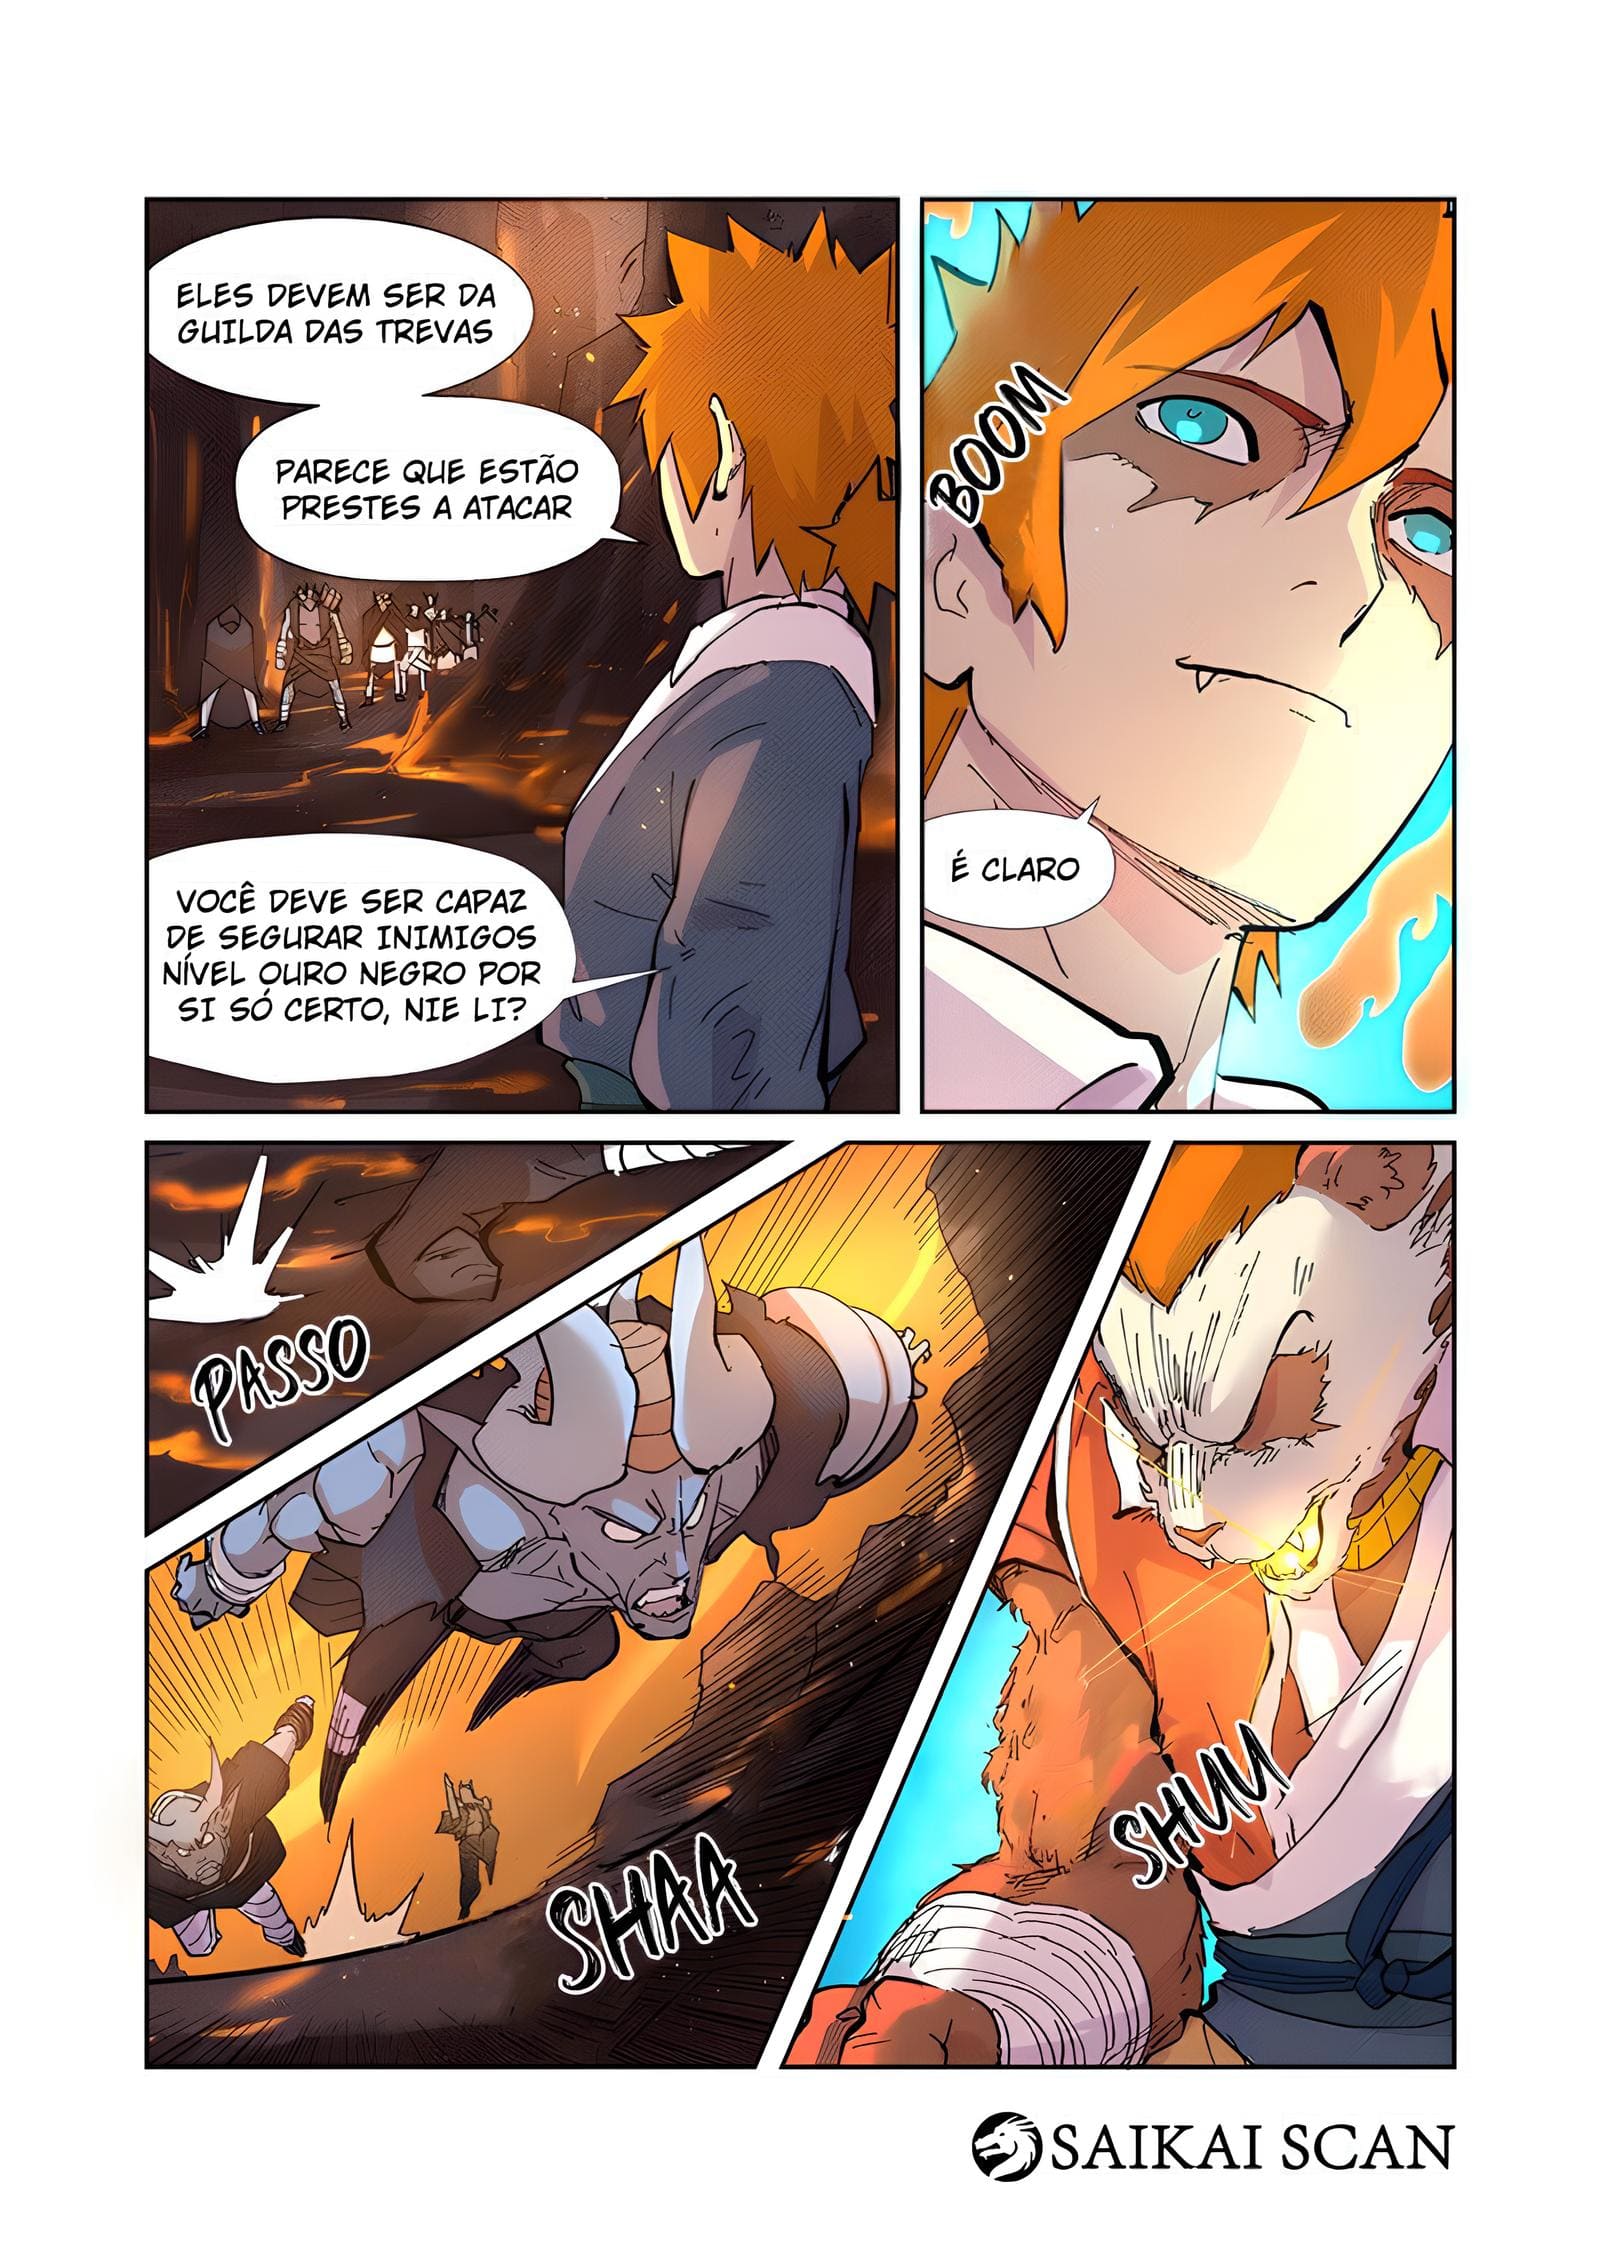 ELES DEVEM SER DA
GUILDA DAS TREVAS
PARECE QUE ESTÃO
PRESTES A ATACAR
VOCÊ DEVE SER CAPAZ
DE SEGURAR INIMIGOS
NÍVEL OURO NEGRO POR
SI SÓ CERTO, NIE LI?
BOOM
É CLARO
PASSO
SHAA
SHUU
SAIKAI SCAN